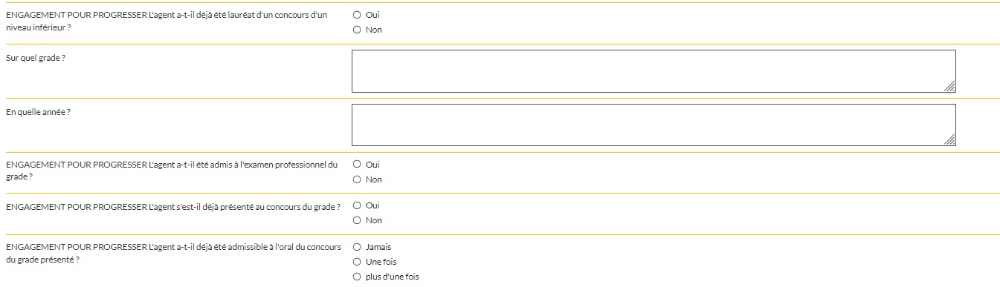 ENGAGEMENT POUR PROGRESSER L'agent a-t-il déjà été lauréat d'un concours d'un
niveau inférieur ?
Oui
Non
Sur quel grade ?
En quelle année ?
ENGAGEMENT POUR PROGRESSER L'agent a-t-il été admis à l'examen professionnel du
grade ?
Oui
Non
ENGAGEMENT POUR PROGRESSER L'agent s'est-il déjà présenté au concours du grade ?
Oui
Non
ENGAGEMENT POUR PROGRESSER L'agent a-t-il déjà été admissible à l'oral du concours
du grade présenté ?
Jamais
Une fois
plus d'une fois